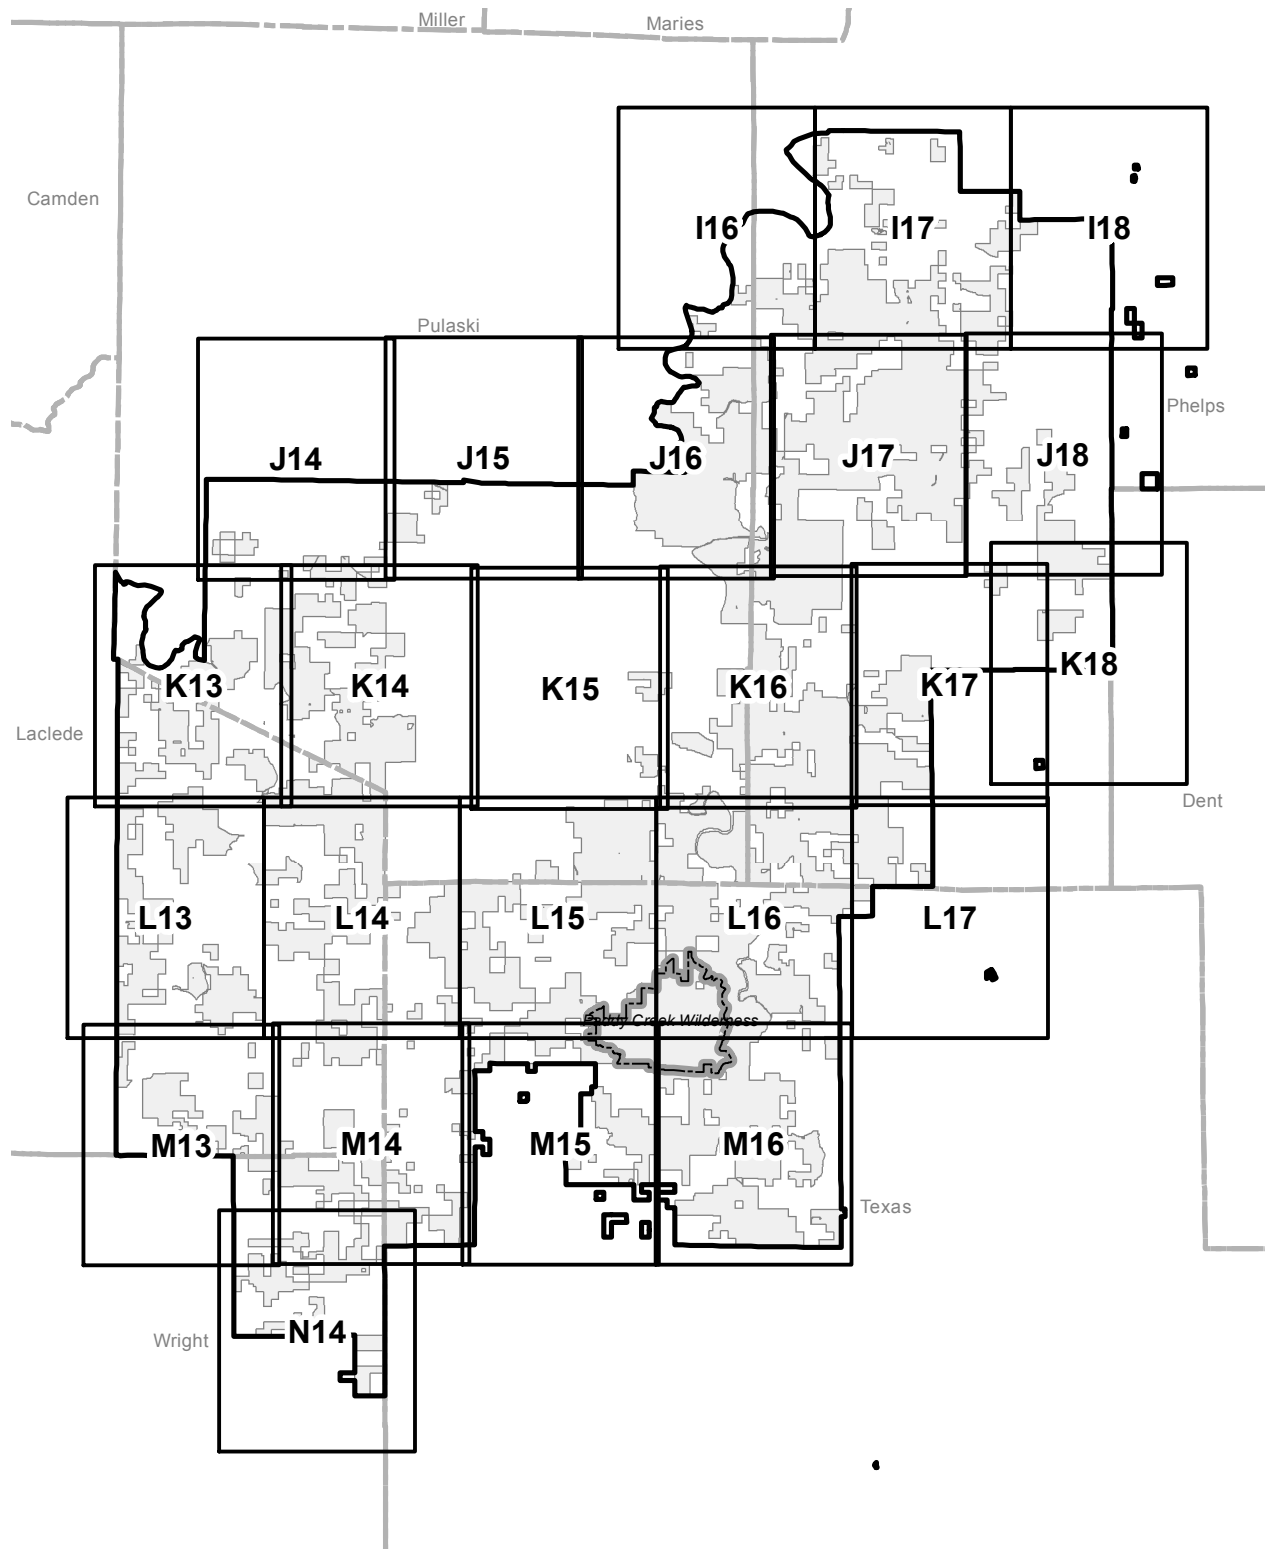 Miller
Maries
Camden
I16
I17
I18
Pulaski
Phelps
J14
J15
J16
J17
J18
K13
K14
K15
K16
K17
K18
Laclede
Dent
L13
L14
L15
L16
L17
Paddy Creek Wilderness
M13
M14
M15
M16
Texas
Wright
N14